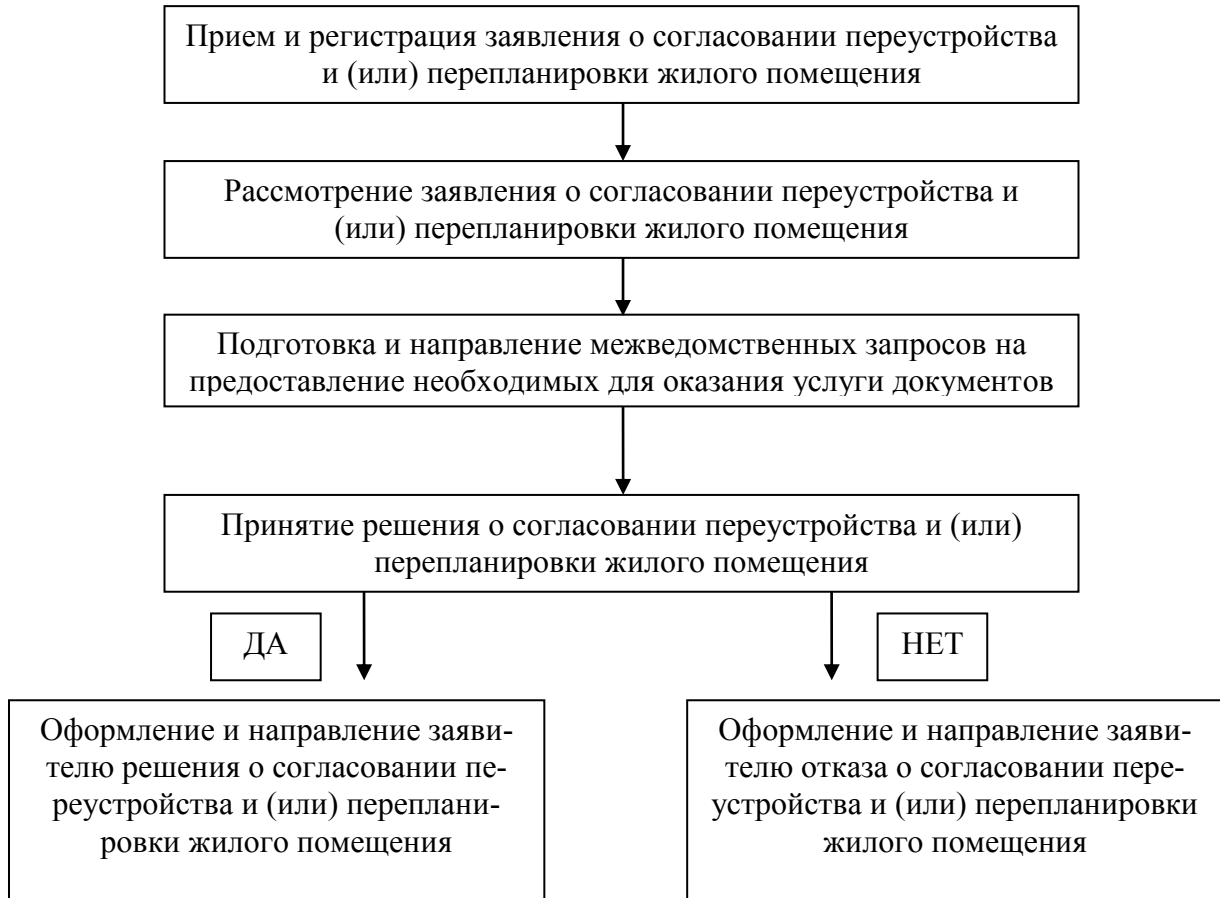 Прием и регистрация заявления о согласовании переустройства
и (или) перепланировки жилого помещения
Рассмотрение заявления о согласовании переустройства и
(или) перепланировки жилого помещения
Подготовка и направление межведомственных запросов на
предоставление необходимых для оказания услуги документов
Принятие решения о согласовании переустройства и (или)
перепланировки жилого помещения
ДА
НЕТ
Оформление и направление заяви-
телю решения о согласовании пе-
реустройства и (или) переплани-
ровки жилого помещения
Оформление и направление заяви-
телю отказа о согласовании пере-
устройства и (или) перепланировки
жилого помещения